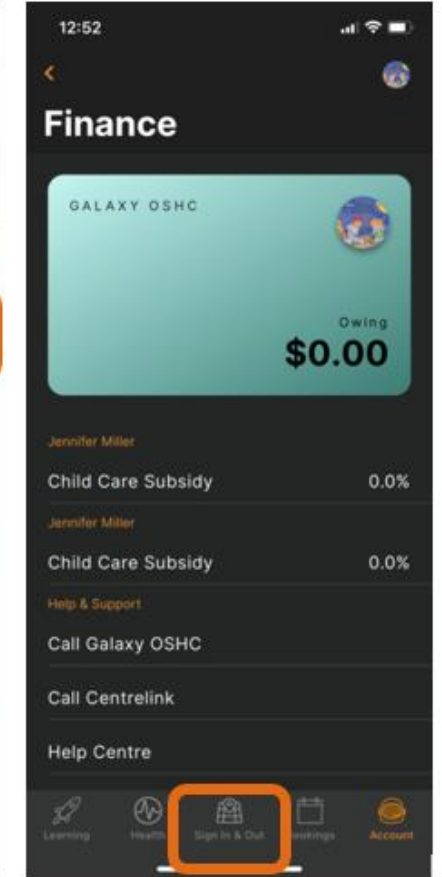 12:52
Finance
GALAXY OSHC
Owing
$0.00
Jennifer Miller
Child Care Subsidy 0.0%
Jennifer Miller
Child Care Subsidy 0.0%
Help & Support
Call Galaxy OSHC
Call Centrelink
Help Centre
Learning Health Sign In & Out ookings Account